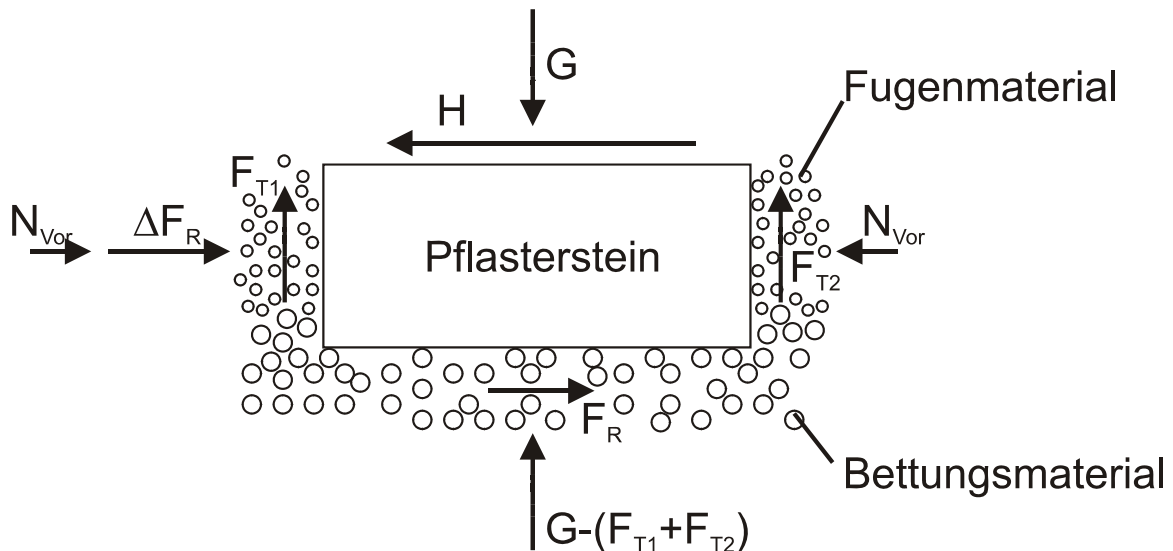 G
H
Fugenmaterial
F_T1
N_Vor
ΔF_R
Pflasterstein
F_T2
N_Vor
F_R
Bettungsmaterial
G-(F_T1+F_T2)